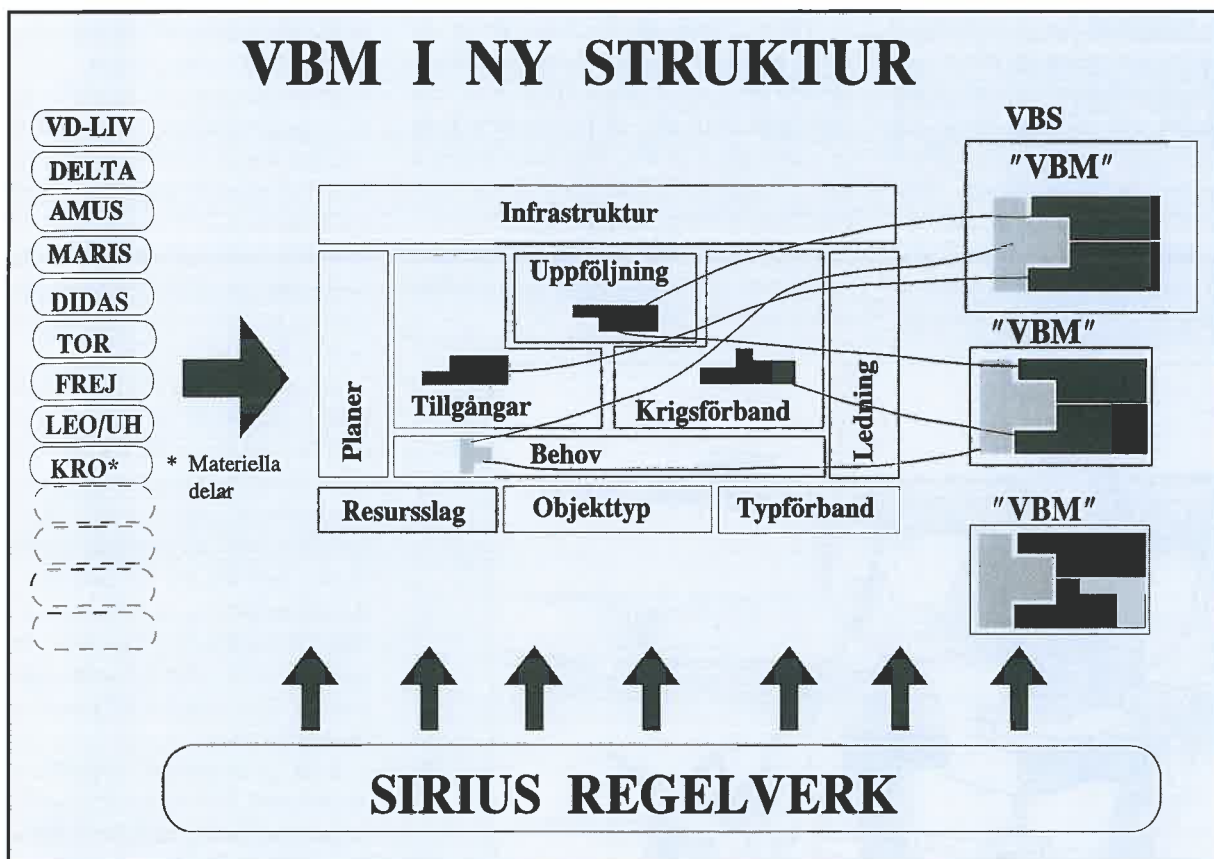 VBM I NY STRUKTUR
VD-LIV
DELTA
AMUS
MARIS
DIDAS
TOR
FREJ
LEO/UH
KRO*
* Materiella
delar
Infrastruktur
Planer
Uppföljning
Tillgångar
Krigsförband
Ledning
Behov
Resursslag
Objekttyp
Typförband
VBS
"VBM"
"VBM"
"VBM"
SIRIUS REGELVERK